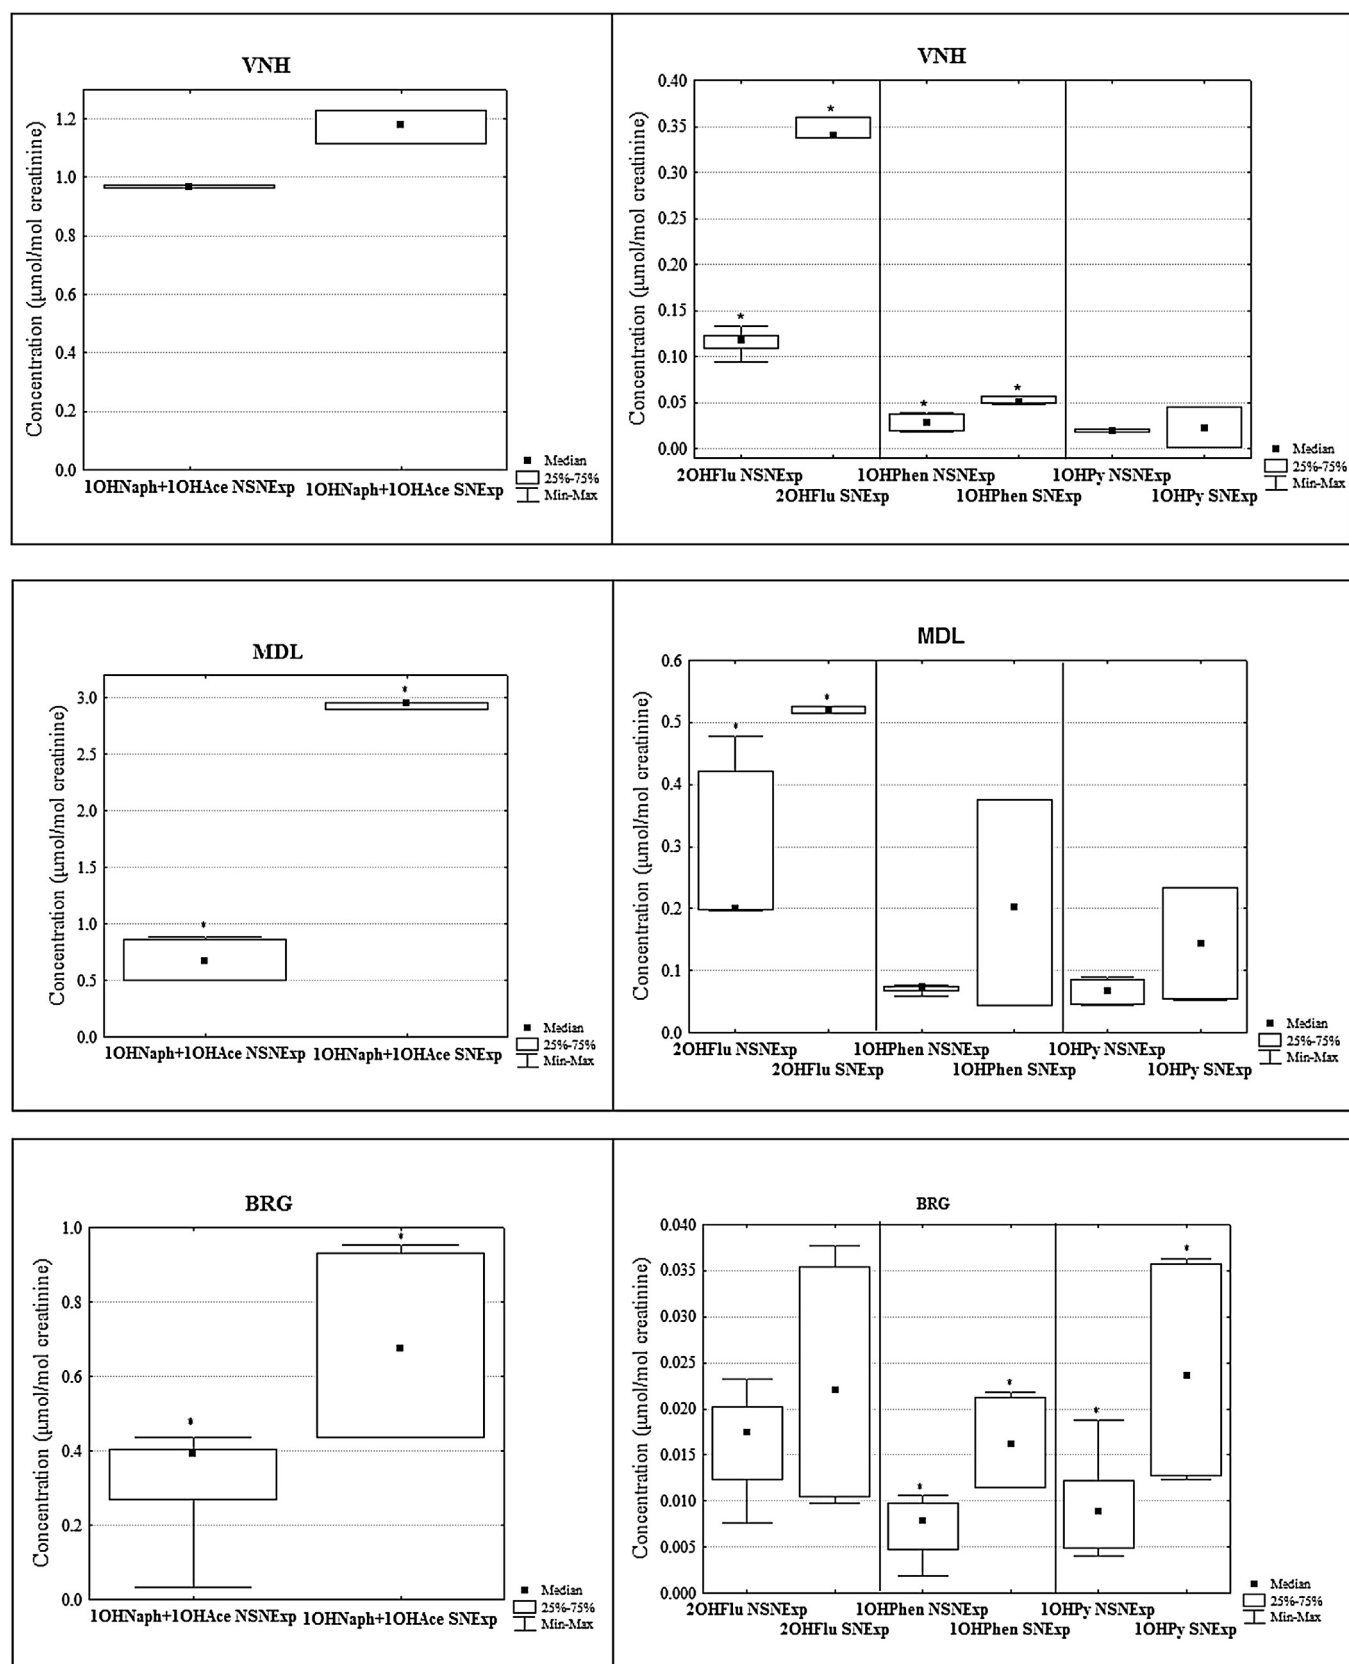 VNH
Concentration (µmol/mol creatinine)
1.2
1.0
0.8
0.6
0.4
0.2
0.0
1OHNaph+1OHAce NSNExp
1OHNaph+1OHAce SNExp
Median
25%-75%
Min-Max
VNH
Concentration (µmol/mol creatinine)
0.40
*
0.35
0.30
0.25
0.20
0.15
*
0.10
0.05
*
*
0.00
2OHFlu NSNExp
1OHPhen NSNExp
1OHPy NSNExp
2OHFlu SNExp
1OHPhen SNExp
1OHPy SNExp
Median
25%-75%
Min-Max
MDL
Concentration (µmol/mol creatinine)
*
3.0
2.5
2.0
1.5
1.0
*
0.5
0.0
1OHNaph+1OHAce NSNExp
1OHNaph+1OHAce SNExp
Median
25%-75%
Min-Max
MDL
Concentration (µmol/mol creatinine)
0.6
*
0.5
*
0.4
0.3
0.2
0.1
0.0
2OHFlu NSNExp
1OHPhen NSNExp
1OHPy NSNExp
2OHFlu SNExp
1OHPhen SNExp
1OHPy SNExp
Median
25%-75%
Min-Max
BRG
Concentration (µmol/mol creatinine)
1.0
*
0.8
0.6
*
0.4
0.2
0.0
1OHNaph+1OHAce NSNExp
1OHNaph+1OHAce SNExp
Median
25%-75%
Min-Max
BRG
Concentration (µmol/mol creatinine)
0.040
*
0.035
0.030
0.025
*
0.020
*
0.015
*
0.010
0.005
0.000
2OHFlu NSNExp
1OHPhen NSNExp
1OHPy NSNExp
2OHFlu SNExp
1OHPhen SNExp
1OHPy SNExp
Median
25%-75%
Min-Max